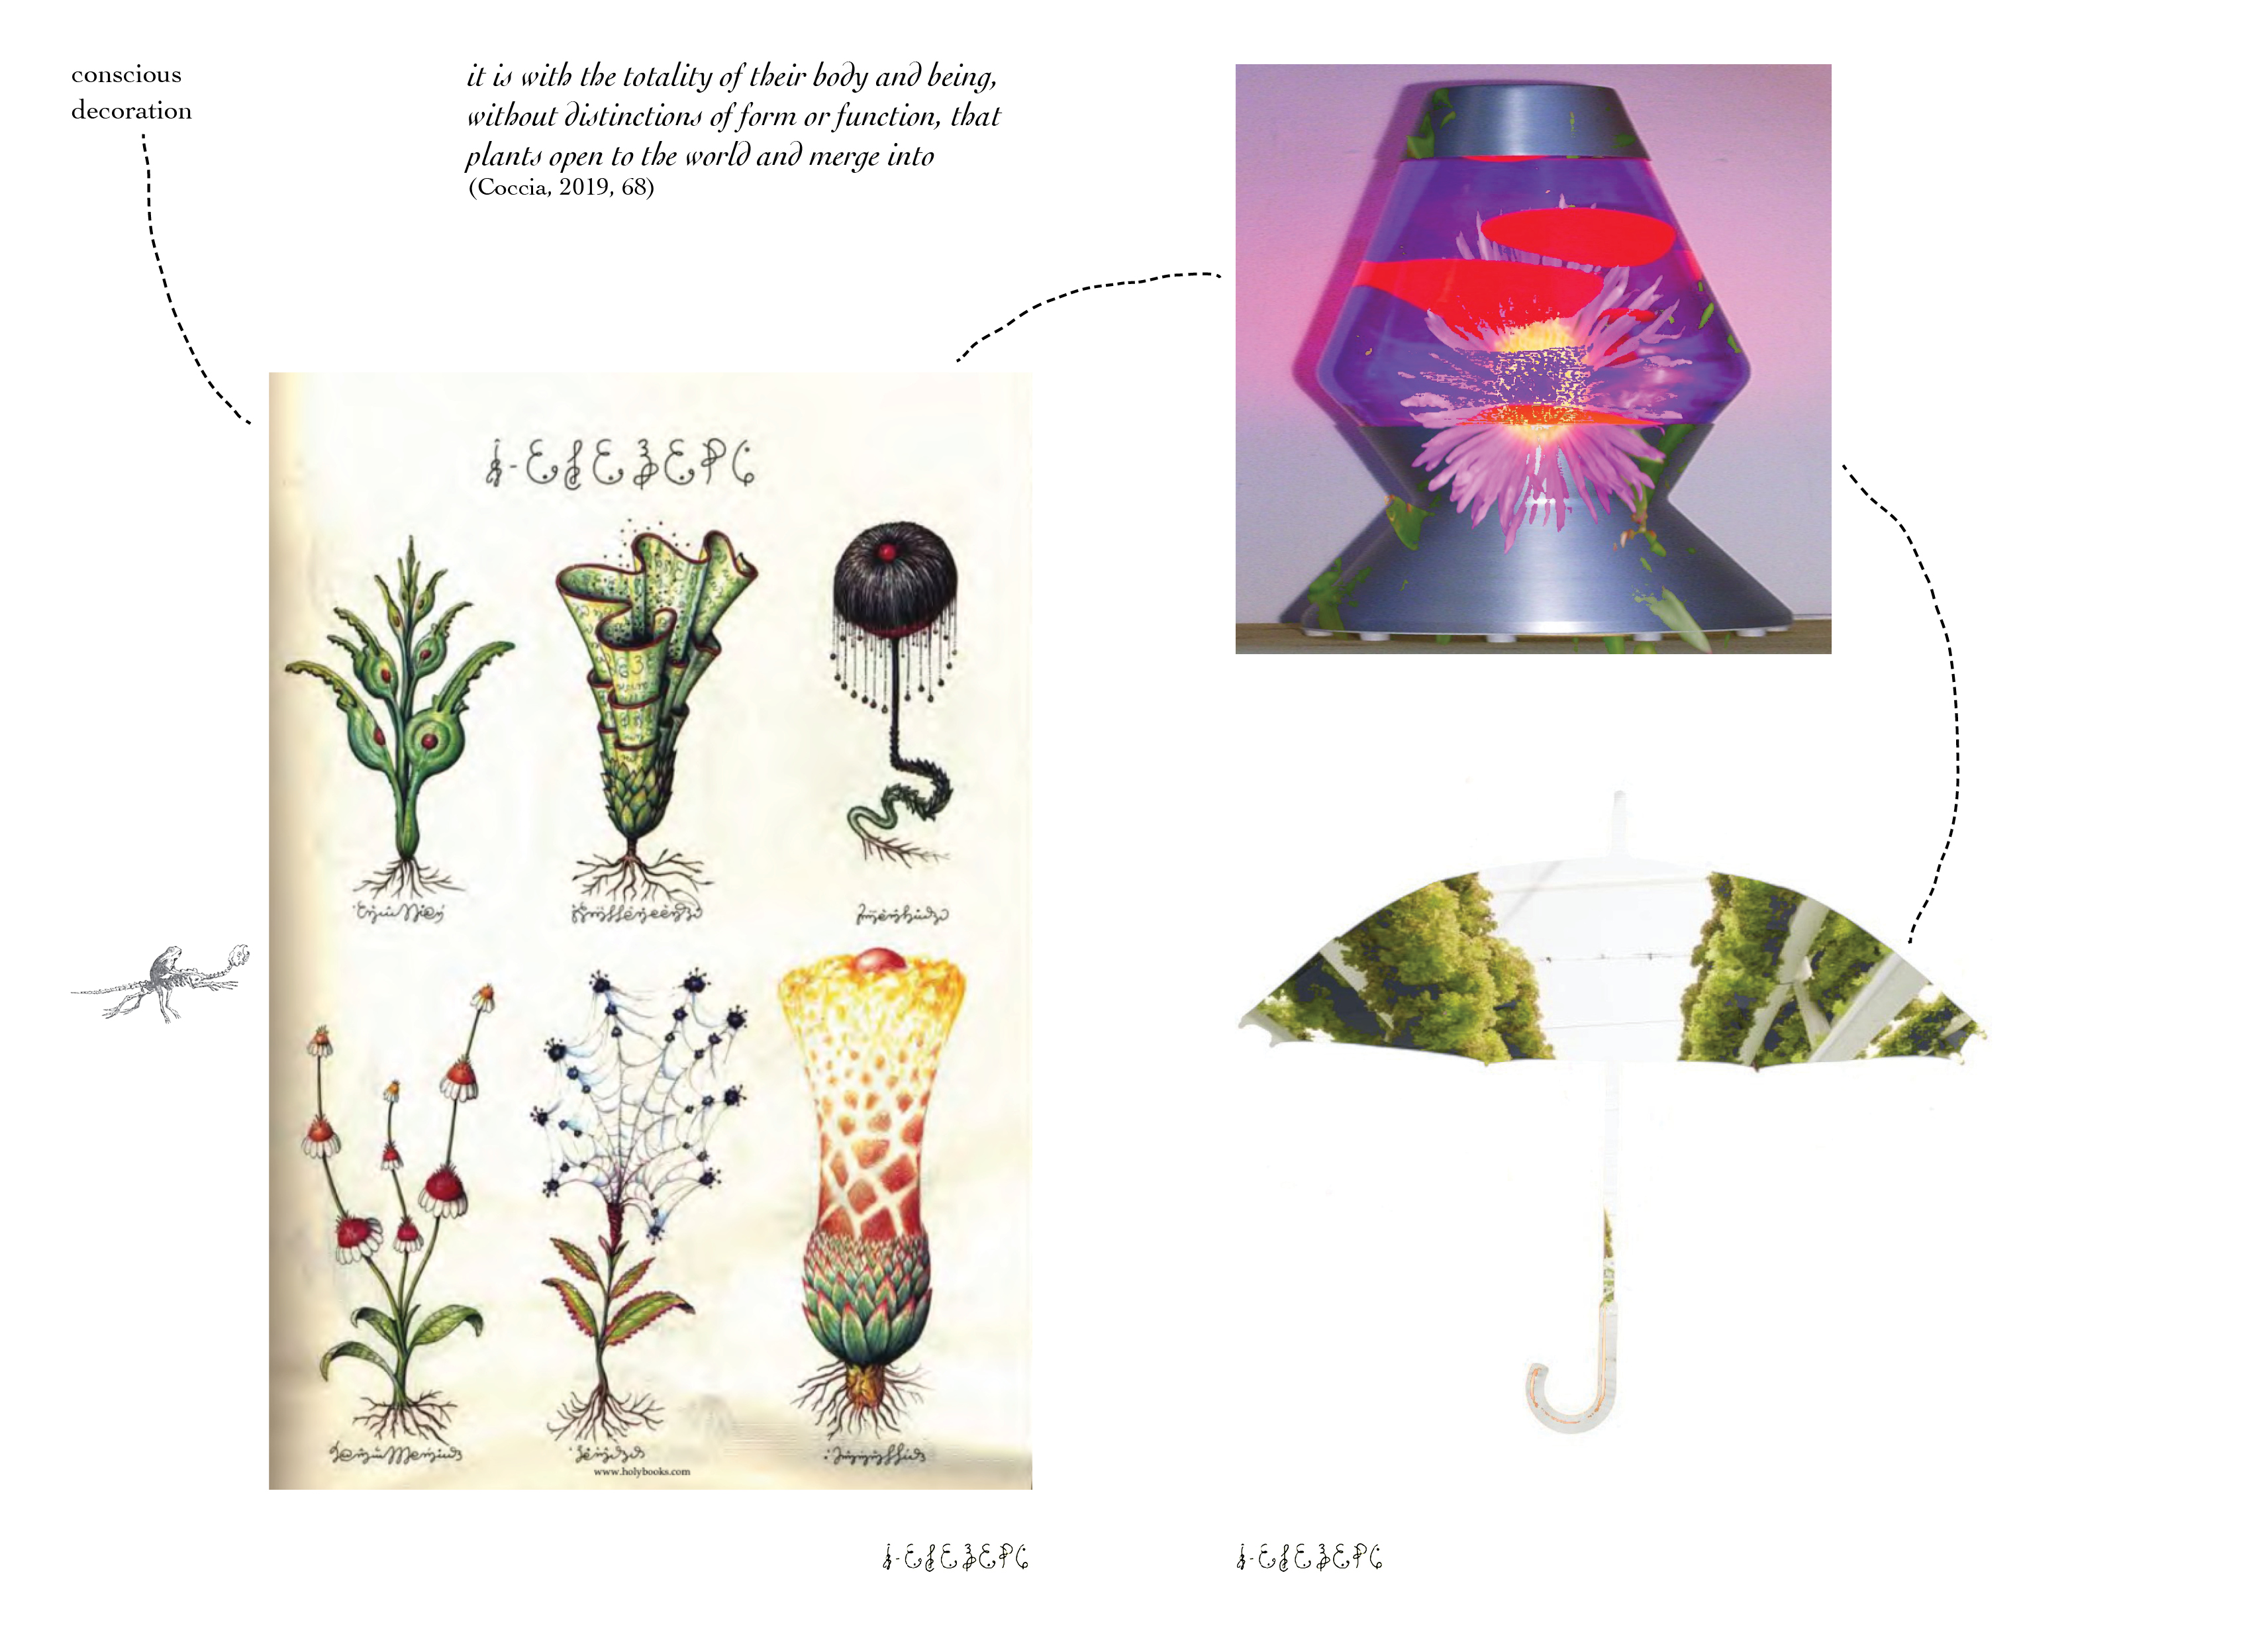 conscious
decoration
it is with the totality of their body and being,
without distinctions of form or function, that
plants open to the world and merge into
(Coccia, 2019, 68)
www.holybooks.com